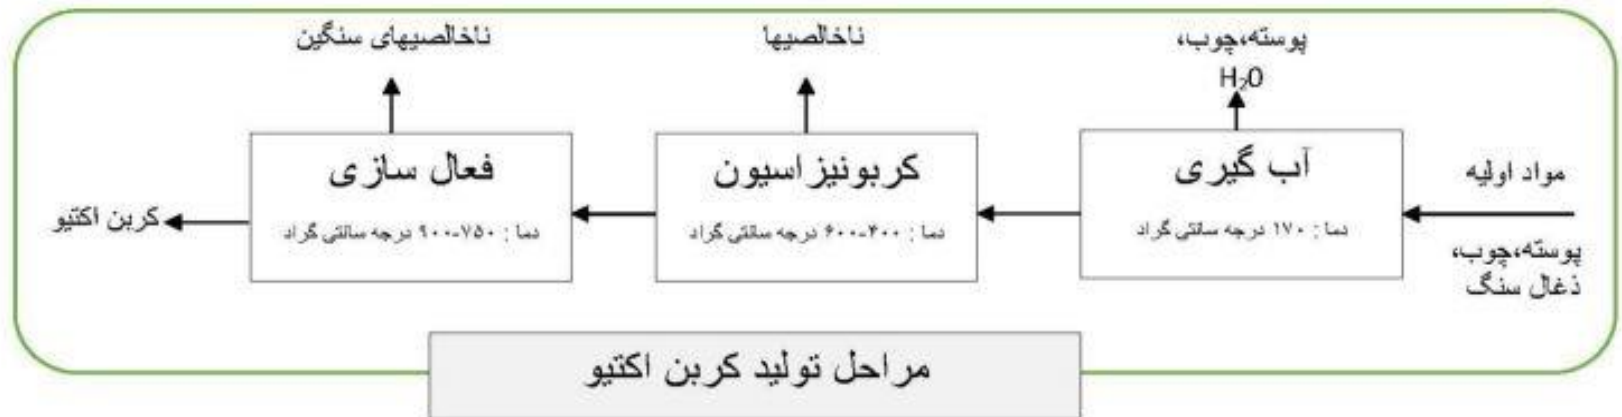 پوسته،چوب،
H₂O
ناخالصیها
ناخالصیهای سنگین
مواد اولیه
پوسته،چوب،
ذغال سنگ
آب گیری
دما : ۱۷۰ درجه سانتی گراد
کربونیزاسیون
دما : ۴۰۰-۶۰۰ درجه سانتی گراد
فعال سازی
دما : ۷۵۰-۹۰۰ درجه سانتی گراد
کربن اکتیو
مراحل تولید کربن اکتیو